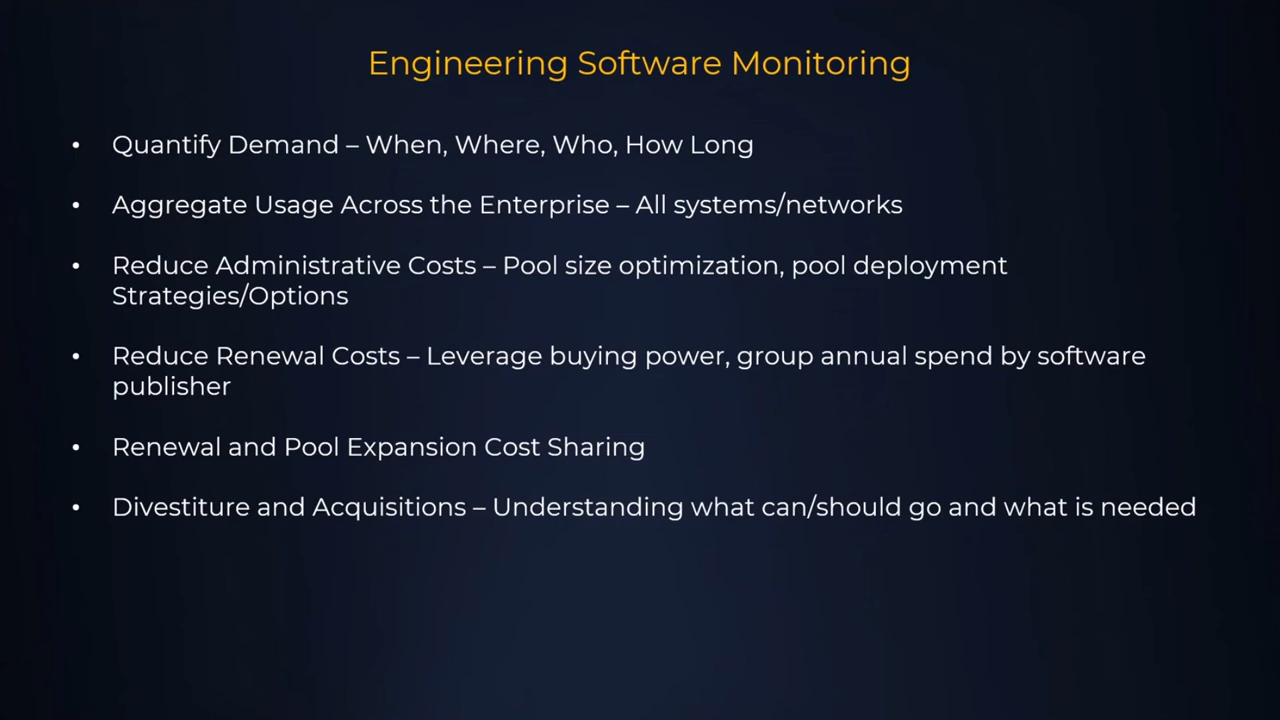 Engineering Software Monitoring
• Quantify Demand – When, Where, Who, How Long
• Aggregate Usage Across the Enterprise – All systems/networks
• Reduce Administrative Costs – Pool size optimization, pool deployment
Strategies/Options
• Reduce Renewal Costs – Leverage buying power, group annual spend by software
publisher
• Renewal and Pool Expansion Cost Sharing
• Divestiture and Acquisitions – Understanding what can/should go and what is needed